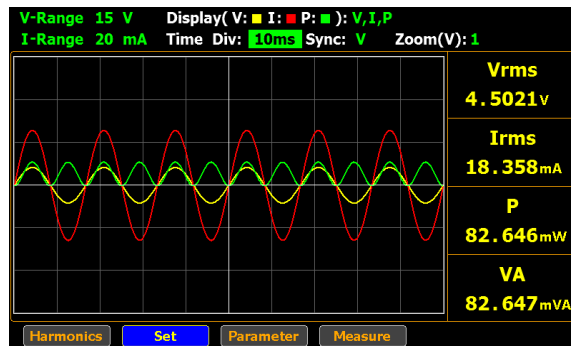 V-Range 15 V Display( V: I: P: ): V,I,P
I-Range 20 mA Time Div: 10ms Sync: V Zoom(V): 1
Vrms
4.5021V
Irms
18.358mA
P
82.646mW
VA
82.647mVA
Harmonics Set Parameter Measure